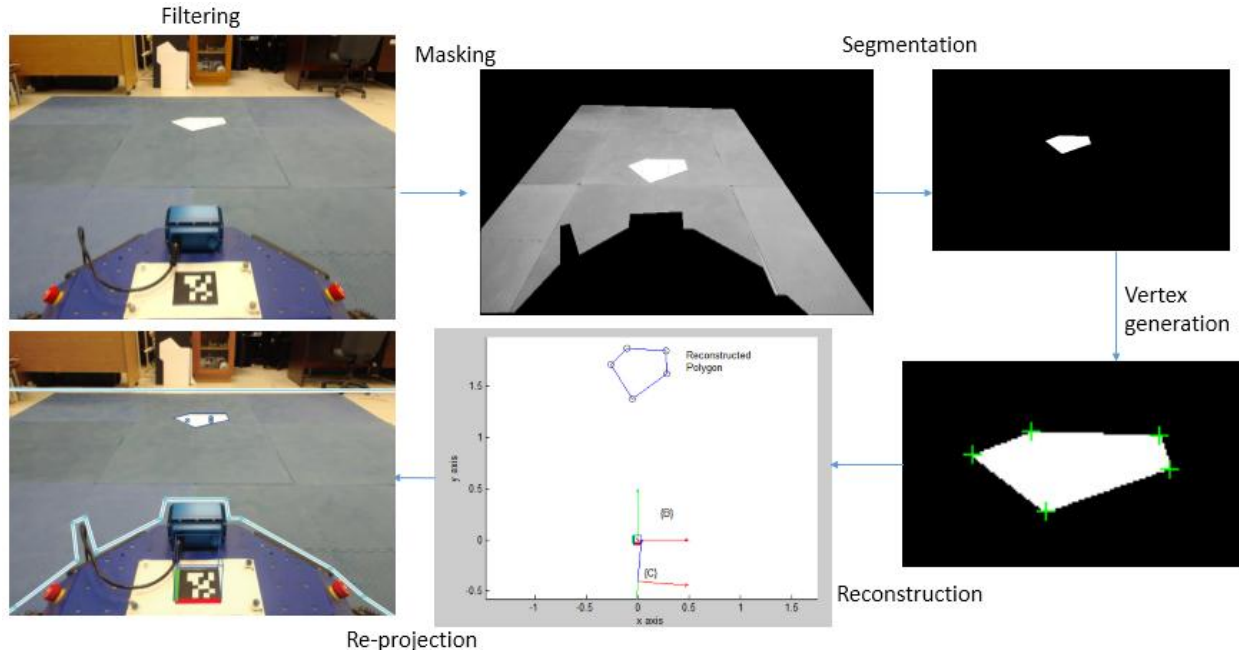 Filtering
Masking
Segmentation
Vertex
generation
Reconstructed
Polygon
1.5
1
0.5
0
-0.5
y axis
{B}
{C}
-1
-0.5
0
0.5
1
1.5
x axis
Reconstruction
Re-projection